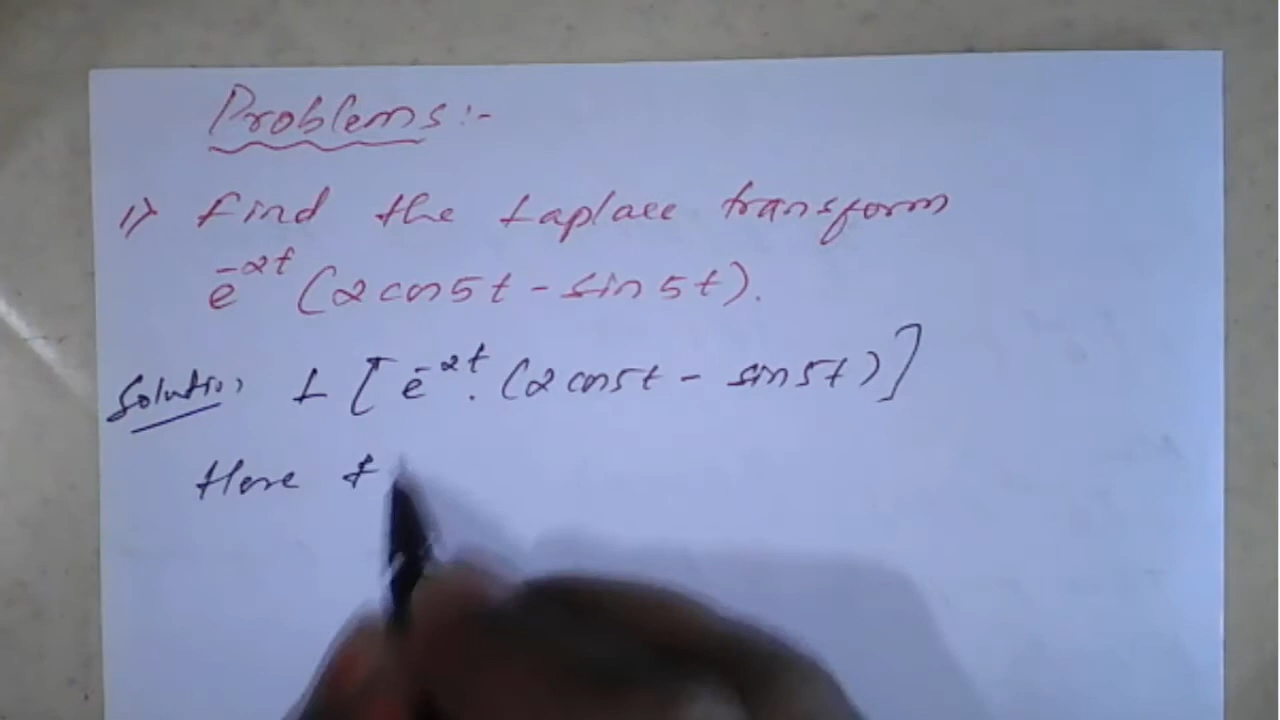 Problems:-
1) Find the Laplace transform
e^-2t (2cos5t - sin5t).
Solution L[e^-2t. (2cos5t - sin5t)]
Here f